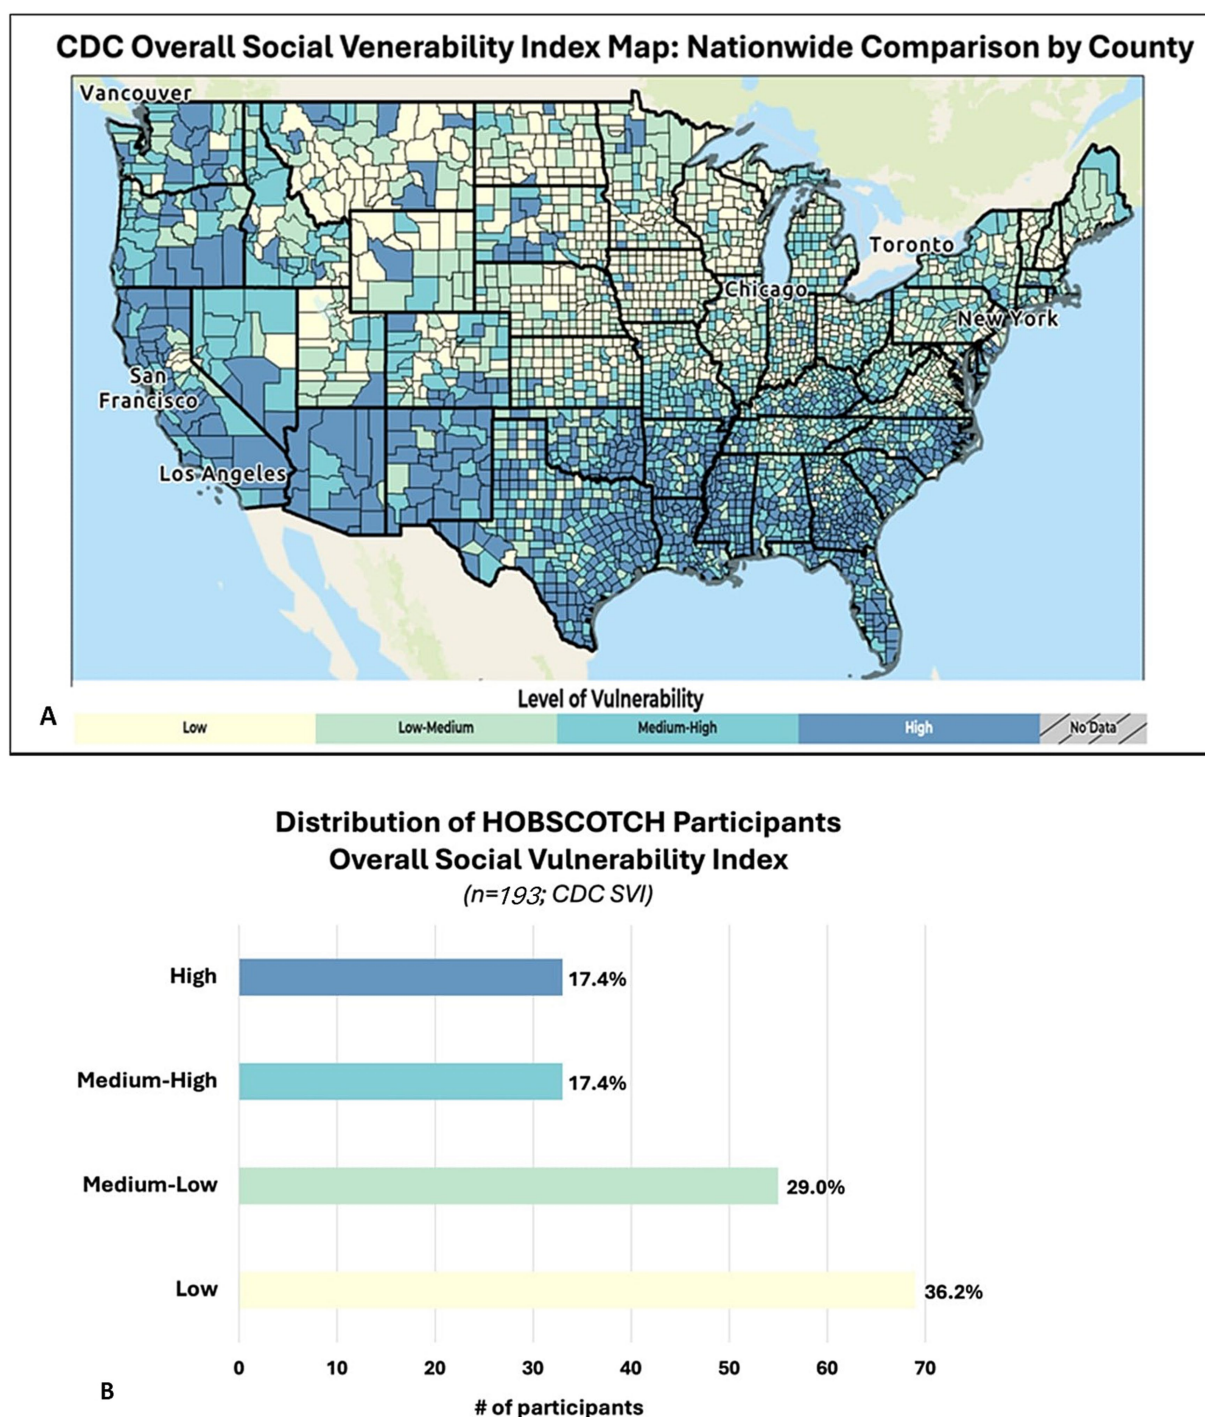 CDC Overall Social Venerability Index Map: Nationwide Comparison by County
Vancouver
Toronto
Chicago
New York
San
Francisco
Los Angeles
Level of Vulnerability
A
Low
Low-Medium
Medium-High
High
No Data
Distribution of HOBSCOTCH Participants
Overall Social Vulnerability Index
(n=193; CDC SVI)
High
17.4%
Medium-High
17.4%
Medium-Low
29.0%
Low
36.2%
0 10 20 30 40 50 60 70
B
# of participants